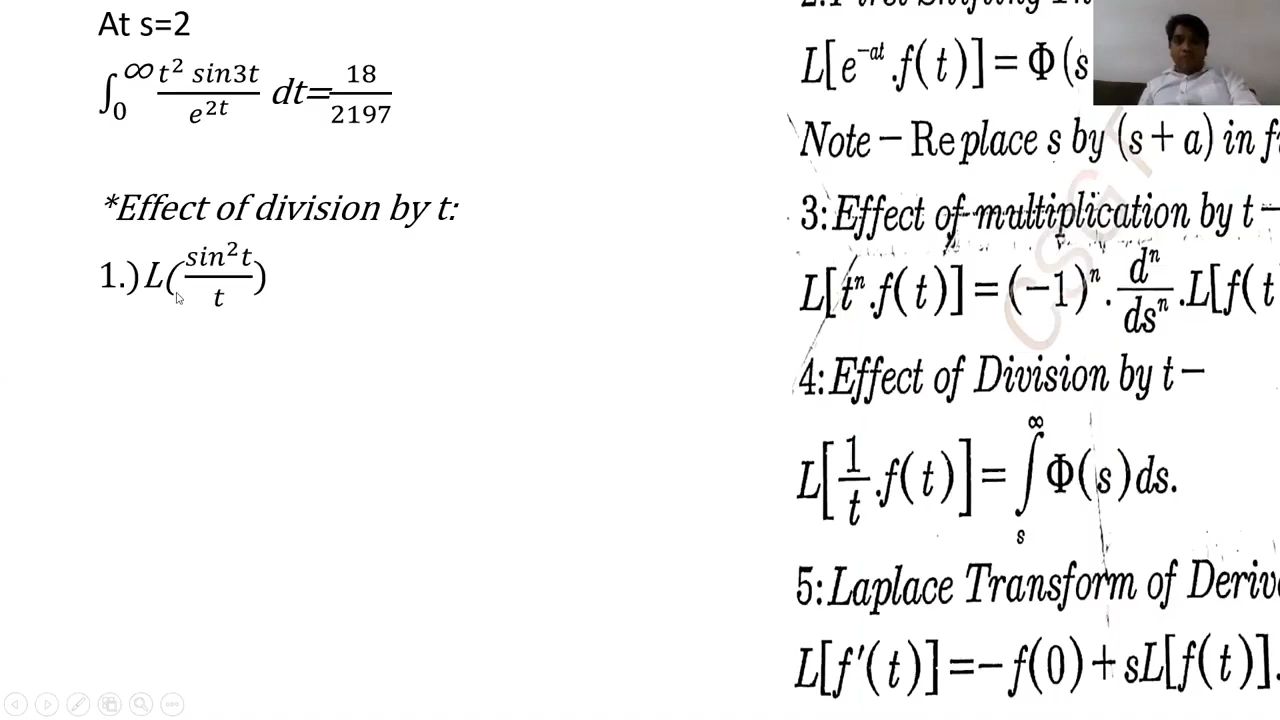 At s=2
∫₀^∞ t² sin3t / e^{2t} dt = 18/2197
*Effect of division by t:
1.) L(sin²t / t)
L[e^{-at}.f(t)] = Φ(s
Note – Replace s by (s + a) in
3: Effect of multiplication by t –
L[tⁿ.f(t)] = (−1)ⁿ. dⁿ/dsⁿ .L[f(t
4: Effect of Division by t –
L[1/t .f(t)] = ∫ₛ^∞ Φ(s)ds.
5: Laplace Transform of
L[f′(t)] = −f(0) + sL[f(t)].